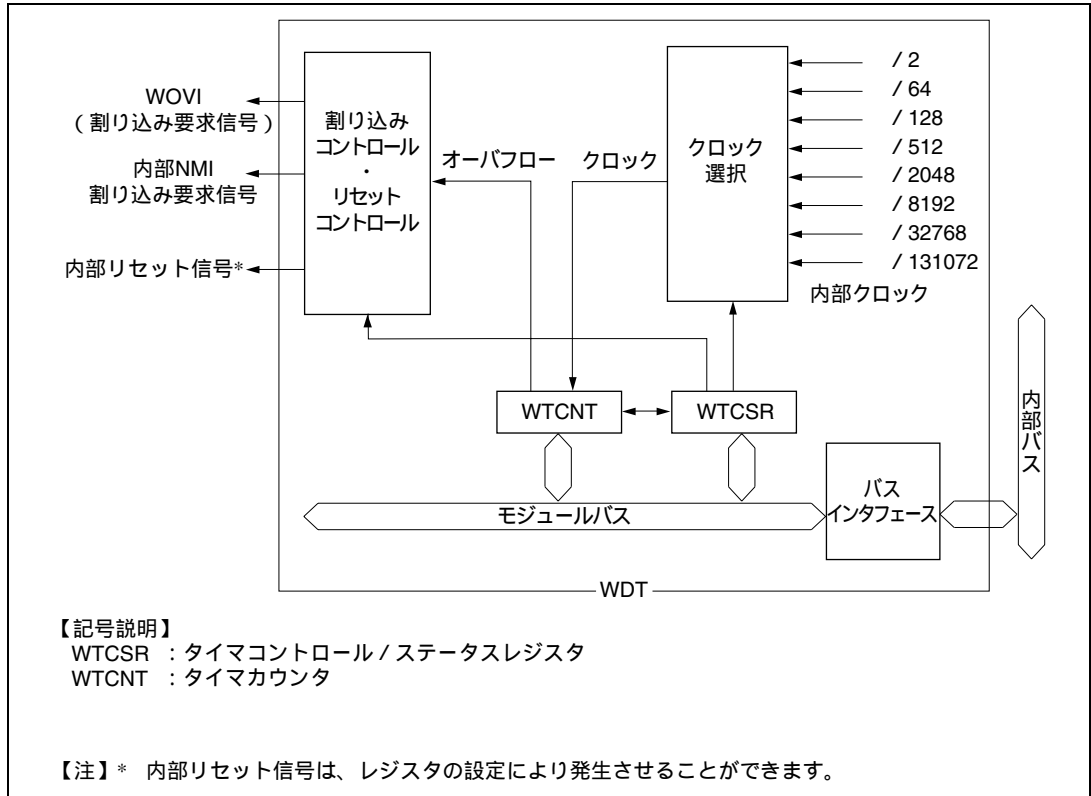 WOVI
(割り込み要求信号)
内部NMI
割り込み要求信号
内部リセット信号*
割り込み
コントロール
・
リセット
コントロール
オーバフロー
クロック
クロック
選択
/ 2
/ 64
/ 128
/ 512
/ 2048
/ 8192
/ 32768
/ 131072
内部クロック
WTCNT
WTCSR
モジュールバス
バス
インタフェース
内部バス
WDT
【記号説明】
WTCSR :タイマコントロール / ステータスレジスタ
WTCNT :タイマカウンタ
【注】* 内部リセット信号は、レジスタの設定により発生させることができます。